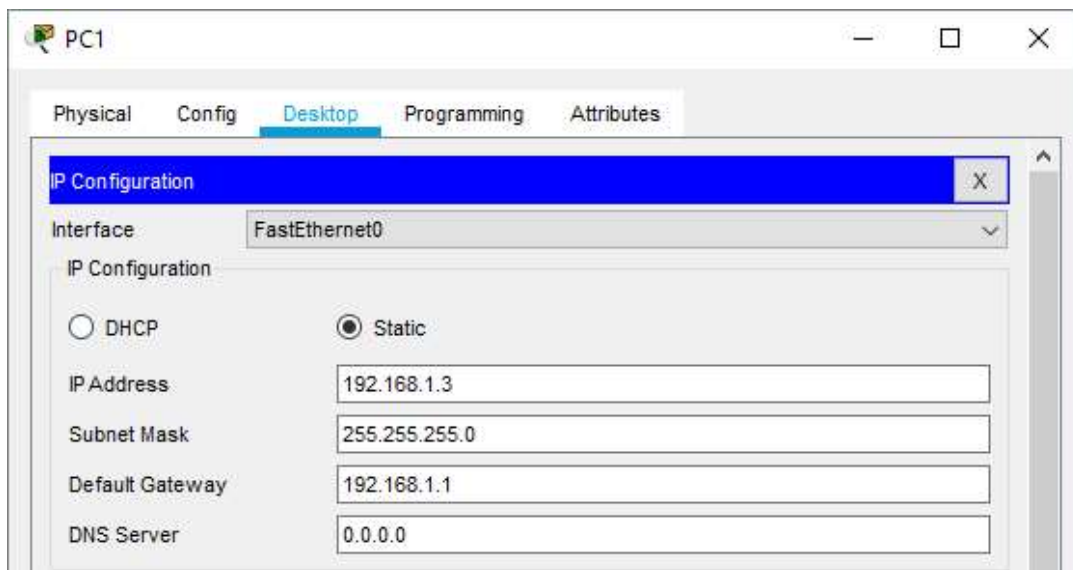 PC1
Physical Config Desktop Programming Attributes
IP Configuration X
Interface FastEthernet0
IP Configuration
DHCP Static
IP Address 192.168.1.3
Subnet Mask 255.255.255.0
Default Gateway 192.168.1.1
DNS Server 0.0.0.0